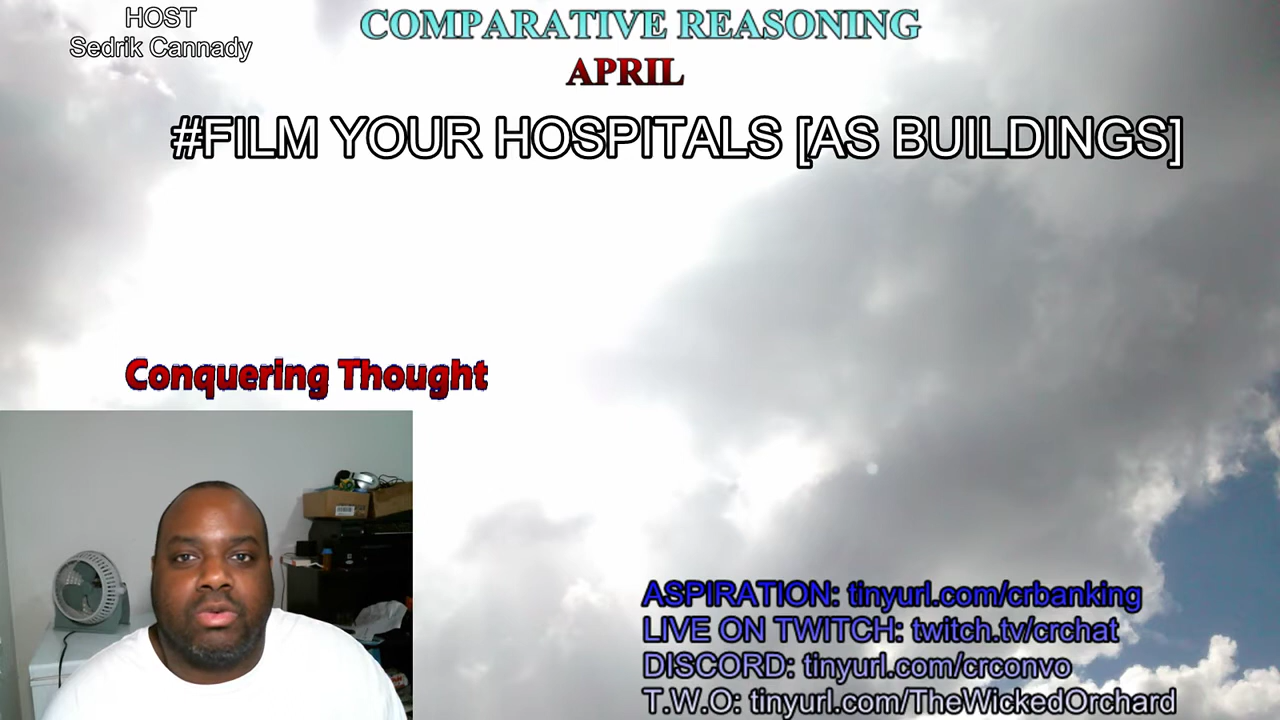 HOST
Sedrik Cannady
COMPARATIVE REASONING
APRIL
#FILM YOUR HOSPITALS [AS BUILDINGS]
Conquering Thought
ASPIRATION: tinyurl.com/crbanking
LIVE ON TWITCH: twitch.tv/crchat
DISCORD: tinyurl.com/crconvo
T.W.O: tinyurl.com/TheWickedOrchard